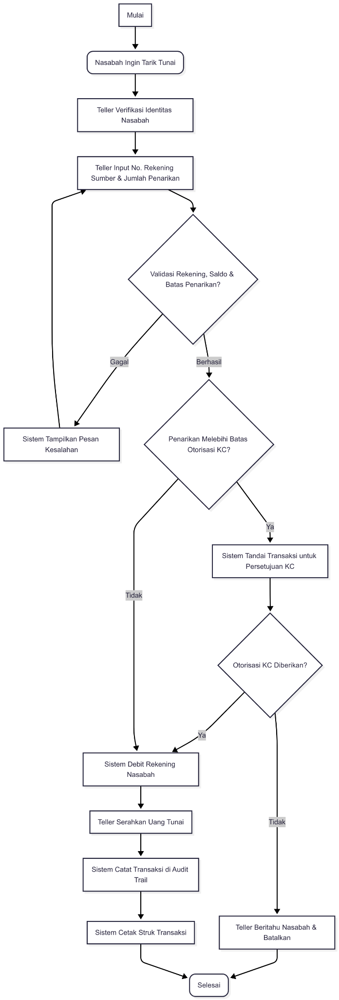 Mulai
Nasabah Ingin Tarik Tunai
Teller Verifikasi Identitas
Nasabah
Teller Input No. Rekening
Sumber & Jumlah Penarikan
Validasi Rekening, Saldo &
Batas Penarikan?
Gagal
Berhasil
Sistem Tampilkan Pesan
Kesalahan
Penarikan Melebihi Batas
Otorisasi KC?
Ya
Sistem Tandai Transaksi untuk
Persetujuan KC
Tidak
Otorisasi KC Diberikan?
Ya
Sistem Debit Rekening
Nasabah
Teller Serahkan Uang Tunai
Tidak
Sistem Catat Transaksi di Audit
Trail
Sistem Cetak Struk Transaksi
Teller Beritahu Nasabah &
Batalkan
Selesai